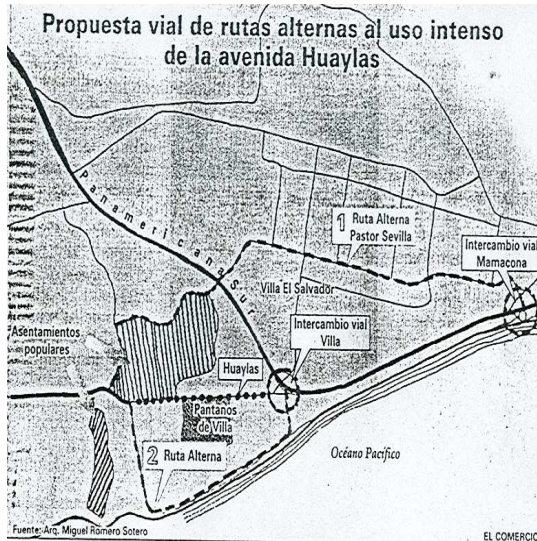 Propuesta vial de rutas alternas al uso intenso
de la avenida Huaylas
Panamericana Sur
1 Ruta Alterna
Pastor Sevilla
Intercambio vial
Mamacona
Villa El Salvador
Asentamientos
populares
Intercambio vial
Villa
Huaylas
Pantanos
de Villa
2 Ruta Alterna
Océano Pacífico
Fuente: Arq. Miguel Romero Sotero
EL COMERCIO